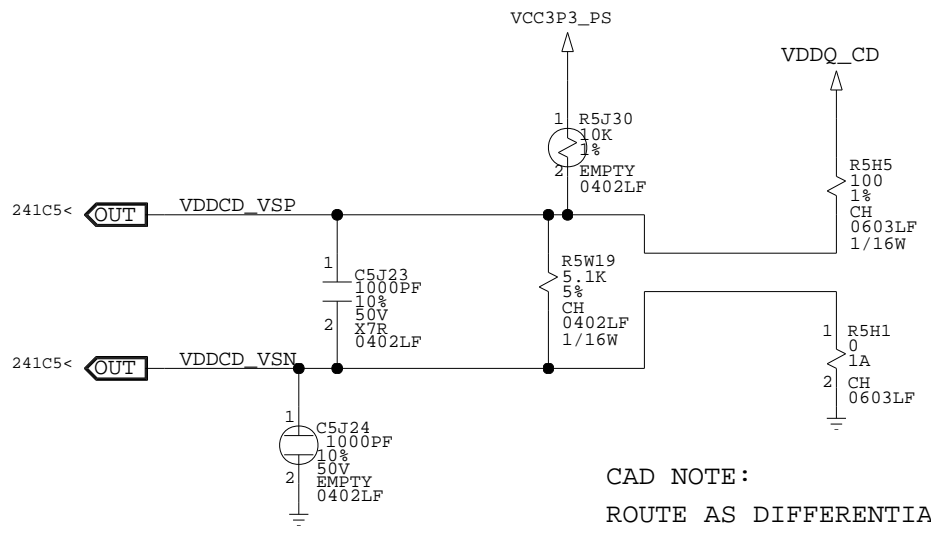 VCC3P3_PS
VDDQ_CD
1 R5J30
10K
1%
2 EMPTY
0402LF
R5H5
100
1%
CH
0603LF
1/16W
241C5< OUT VDDCD_VSP
1 C5J23
1000PF
10%
50V
2 X7R
0402LF
R5W19
5.1K
5%
CH
0402LF
1/16W
1 R5H1
0
1A
2 CH
0603LF
241C5< OUT VDDCD_VSN
1 C5J24
1000PF
10%
50V
2 EMPTY
0402LF
CAD NOTE:
ROUTE AS DIFFERENTIA